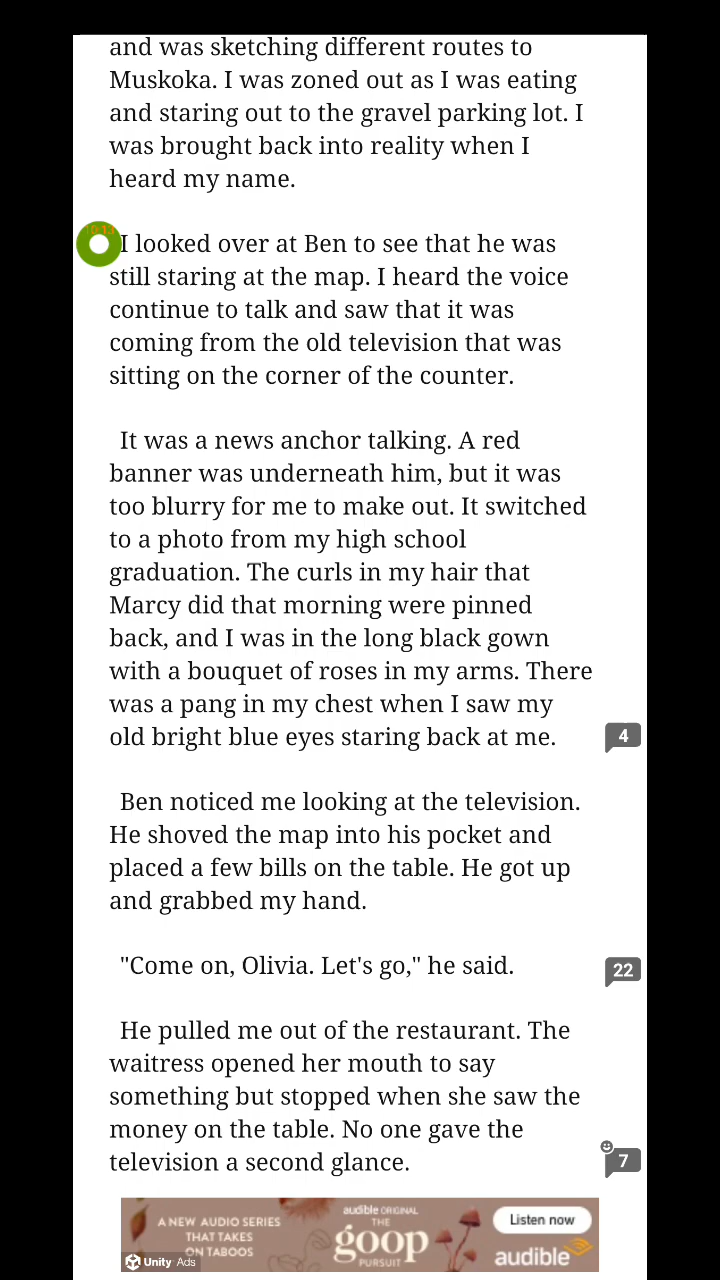 and was sketching different routes to
Muskoka. I was zoned out as I was eating
and staring out to the gravel parking lot. I
was brought back into reality when I
heard my name.
10:13
I looked over at Ben to see that he was
still staring at the map. I heard the voice
continue to talk and saw that it was
coming from the old television that was
sitting on the corner of the counter.
It was a news anchor talking. A red
banner was underneath him, but it was
too blurry for me to make out. It switched
to a photo from my high school
graduation. The curls in my hair that
Marcy did that morning were pinned
back, and I was in the long black gown
with a bouquet of roses in my arms. There
was a pang in my chest when I saw my
old bright blue eyes staring back at me.
4
Ben noticed me looking at the television.
He shoved the map into his pocket and
placed a few bills on the table. He got up
and grabbed my hand.
"Come on, Olivia. Let's go," he said.
22
He pulled me out of the restaurant. The
waitress opened her mouth to say
something but stopped when she saw the
money on the table. No one gave the
television a second glance.
7
A NEW AUDIO SERIES
THAT TAKES
ON TABOOS
Unity Ads
audible ORIGINAL
THE
goop
PURSUIT
Listen now
audible